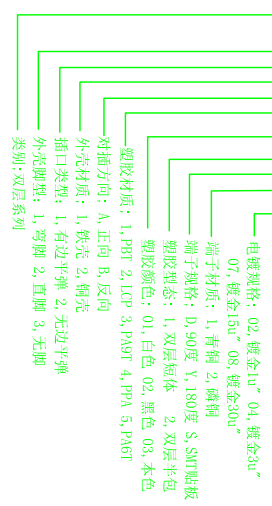 类别:双层系列
外壳脚型: 1,弯脚 2,直脚 3,无脚
插口类型: 1,有边平弹 2,无边平弹
外壳材质: 1,铁壳 2,铜壳
对插方向: A,正向 B,反向
塑胶材质: 1,PBT 2,LCP 3,PA9T 4,PPA 5,PA6T
塑胶颜色: 01,白色 02,黑色 03,本色
塑胶型态: 1,双层短体 2,双层半包
端子规格: D,90度 Y,180度 S,SMT贴板
端子材质: 1,青铜 2,磷铜
电镀规格: 02,镀金1u" 04,镀金3u"
07,镀金15u" 08,镀金30u"